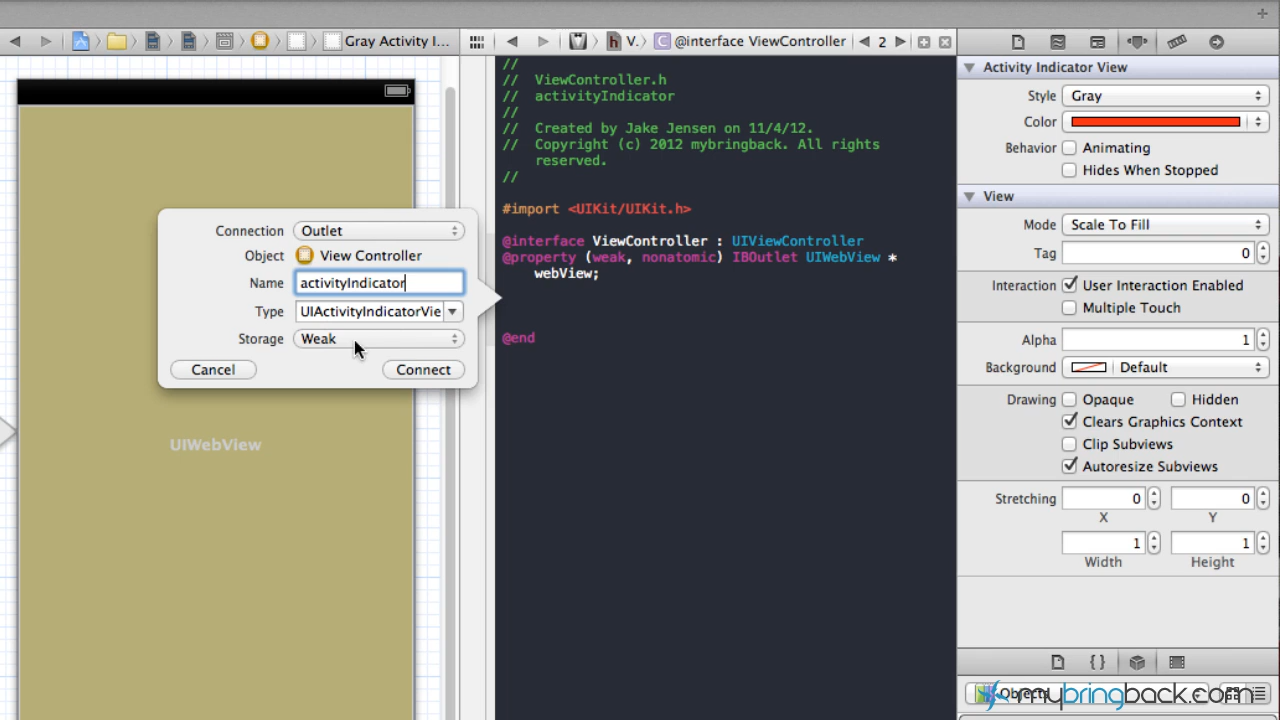 Gray Activity I...
V.
@interface ViewController
2
//
// ViewController.h
// activityIndicator
//
// Created by Jake Jensen on 11/4/12.
// Copyright (c) 2012 mybringback. All rights
reserved.
//
#import <UIKit/UIKit.h>
@interface ViewController : UIViewController
@property (weak, nonatomic) IBOutlet UIWebView *
webView;
@end
Connection Outlet
Object View Controller
Name activityIndicator
Type UIActivityIndicatorVie
Storage Weak
Cancel Connect
UIWebView
Activity Indicator View
Style Gray
Color
Behavior Animating
Hides When Stopped
View
Mode Scale To Fill
Tag 0
Interaction User Interaction Enabled
Multiple Touch
Alpha 1
Background Default
Drawing Opaque Hidden
Clears Graphics Context
Clip Subviews
Autoresize Subviews
Stretching 0 0
X Y
1 1
Width Height
{ }
Objects
mybringback.com